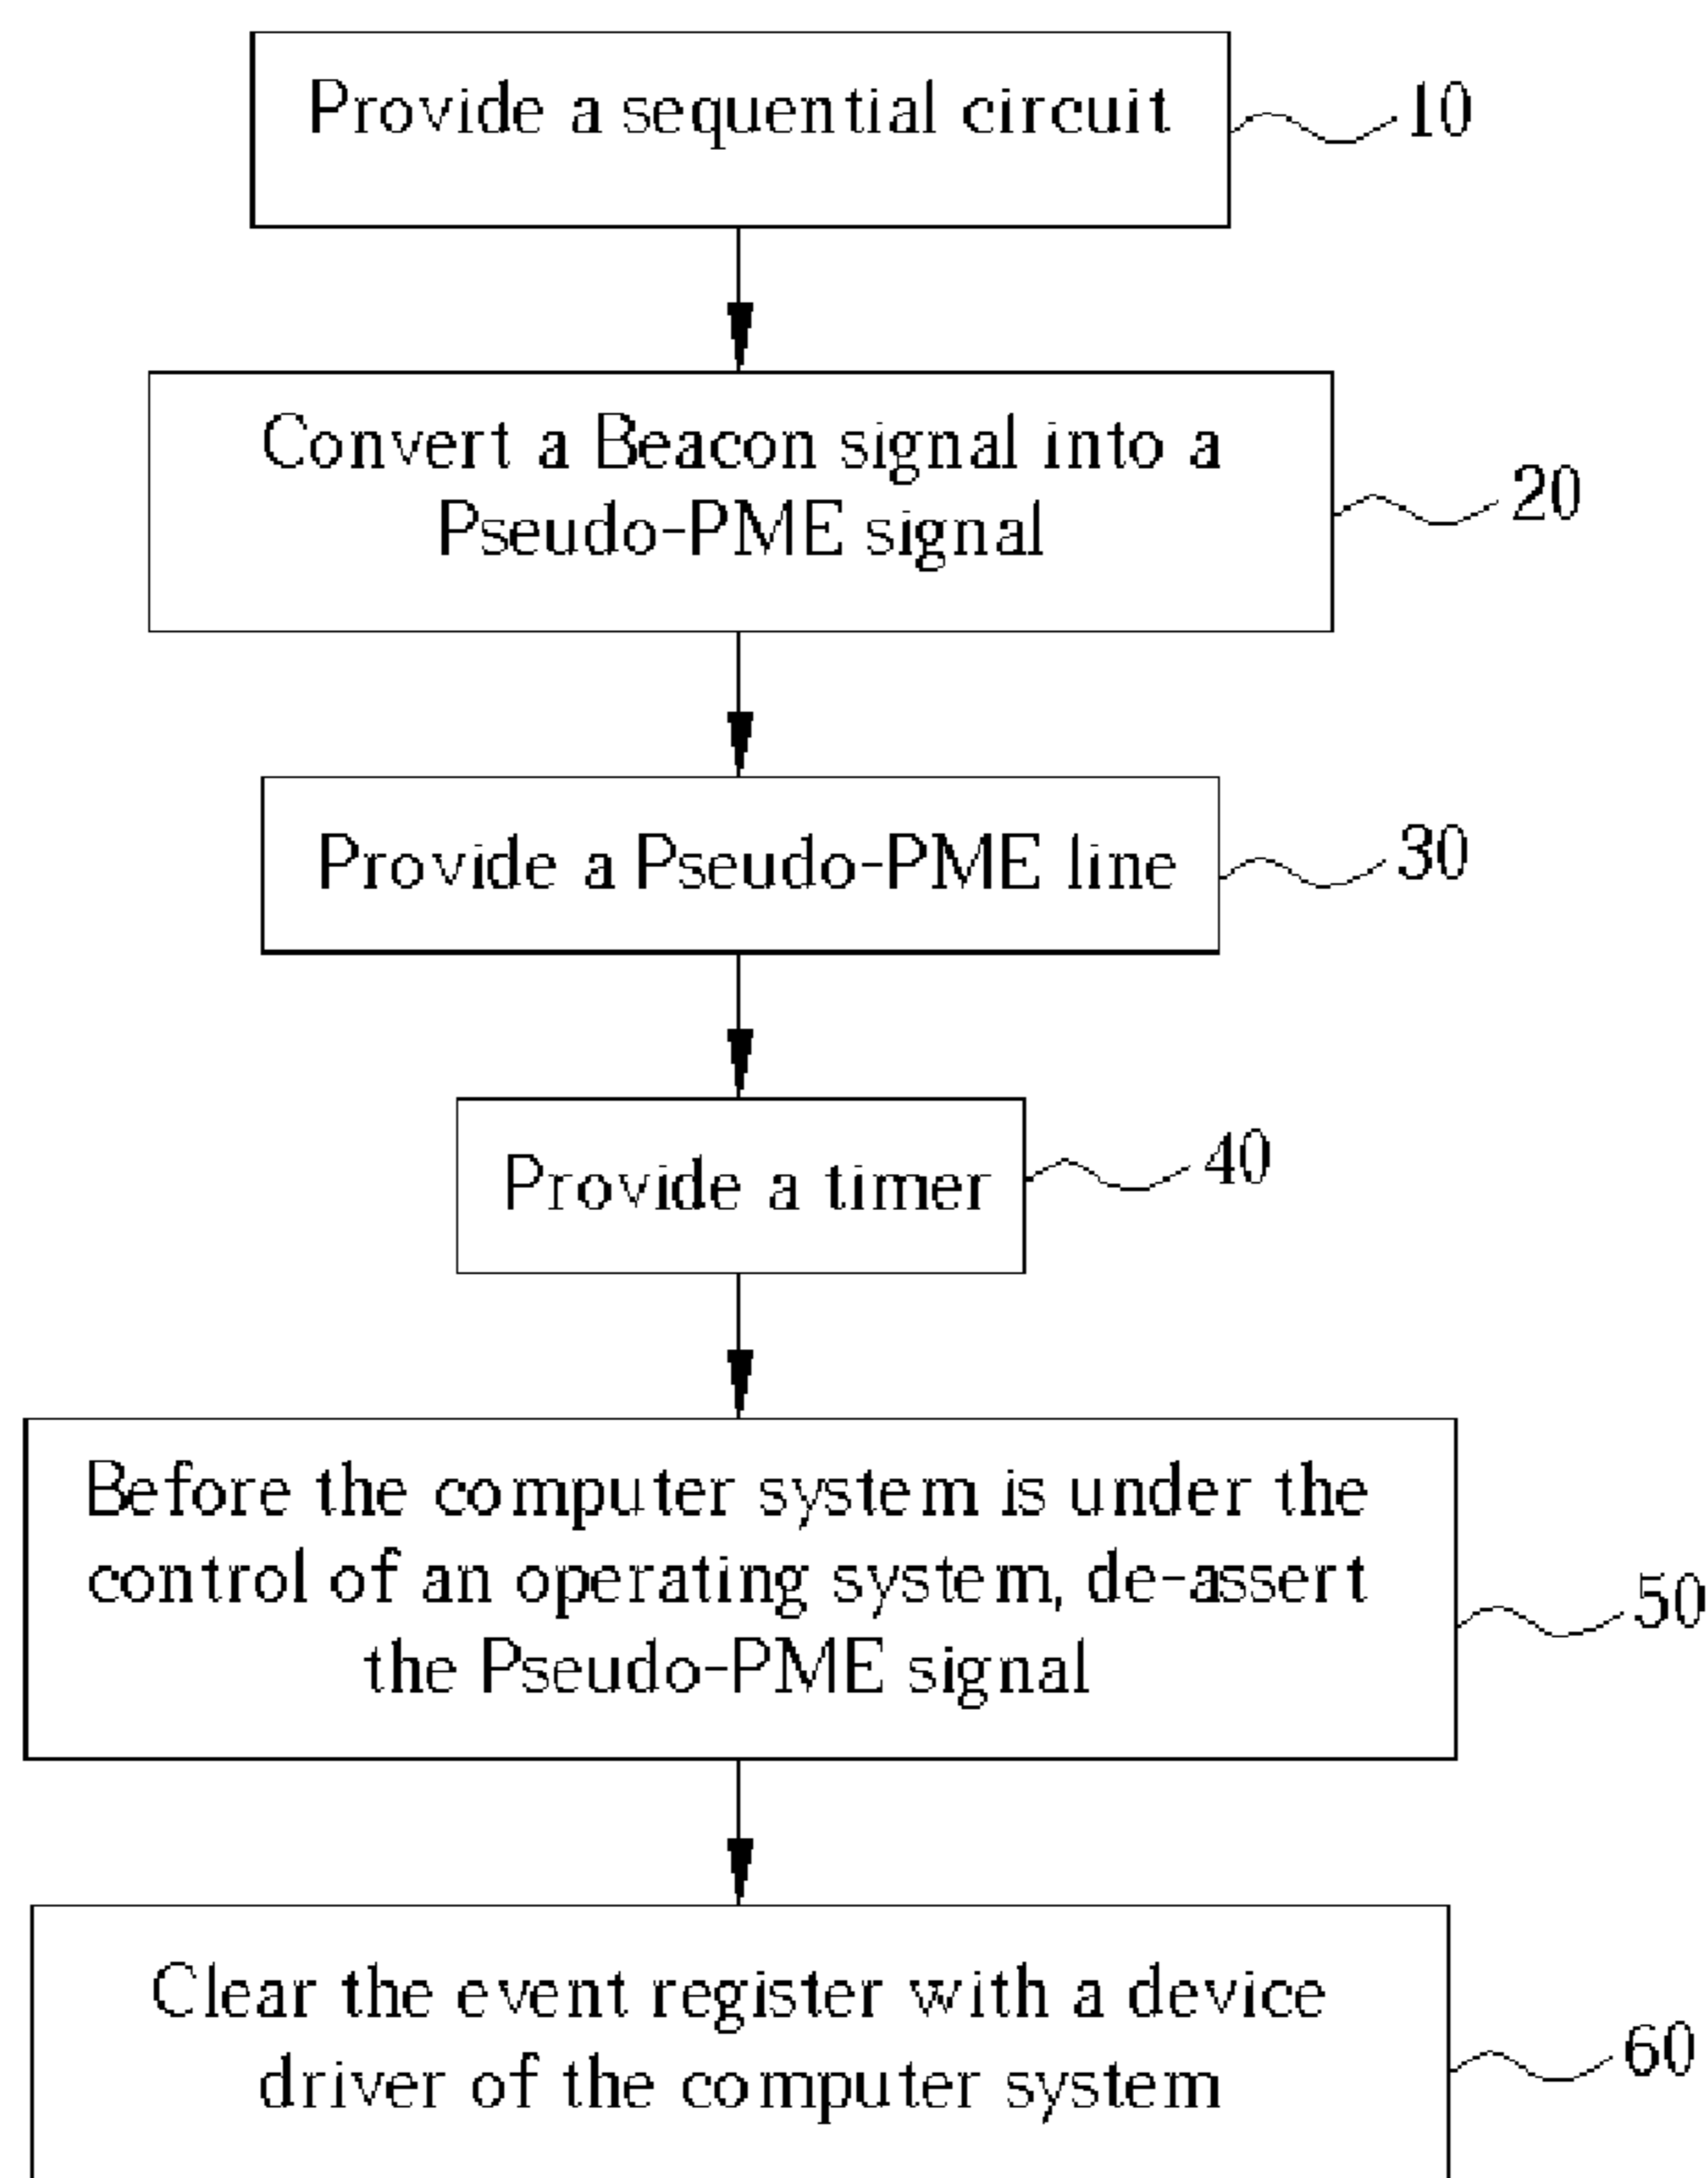 Provide a sequential circuit
10
Convert a Beacon signal into a
Pseudo-PME signal
20
Provide a Pseudo-PME line
30
Provide a timer
40
Before the computer system is under the
control of an operating system, de-assert
the Pseudo-PME signal
50
Clear the event register with a device
driver of the computer system
60